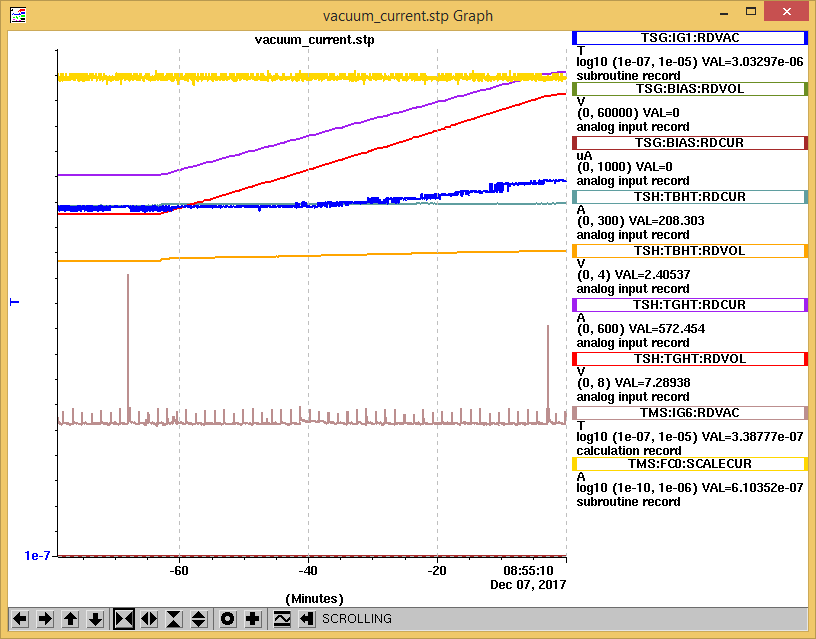 vacuum_current.stp Graph
vacuum_current.stp
T
1e-7
-60
-40
-20
08:55:10
Dec 07, 2017
(Minutes)
TSG:IG1:RDVAC
T
log10 (1e-07, 1e-05) VAL=3.03297e-06
subroutine record
TSG:BIAS:RDVOL
V
(0, 60000) VAL=0
analog input record
TSG:BIAS:RDCUR
uA
(0, 1000) VAL=0
analog input record
TSH:TBHT:RDCUR
A
(0, 300) VAL=208.303
analog input record
TSH:TBHT:RDVOL
V
(0, 4) VAL=2.40537
analog input record
TSH:TGHT:RDCUR
A
(0, 600) VAL=572.454
analog input record
TSH:TGHT:RDVOL
V
(0, 8) VAL=7.28938
analog input record
TMS:IG6:RDVAC
T
log10 (1e-07, 1e-05) VAL=3.38777e-07
calculation record
TMS:FC0:SCALECUR
A
log10 (1e-10, 1e-06) VAL=6.10352e-07
subroutine record
SCROLLING